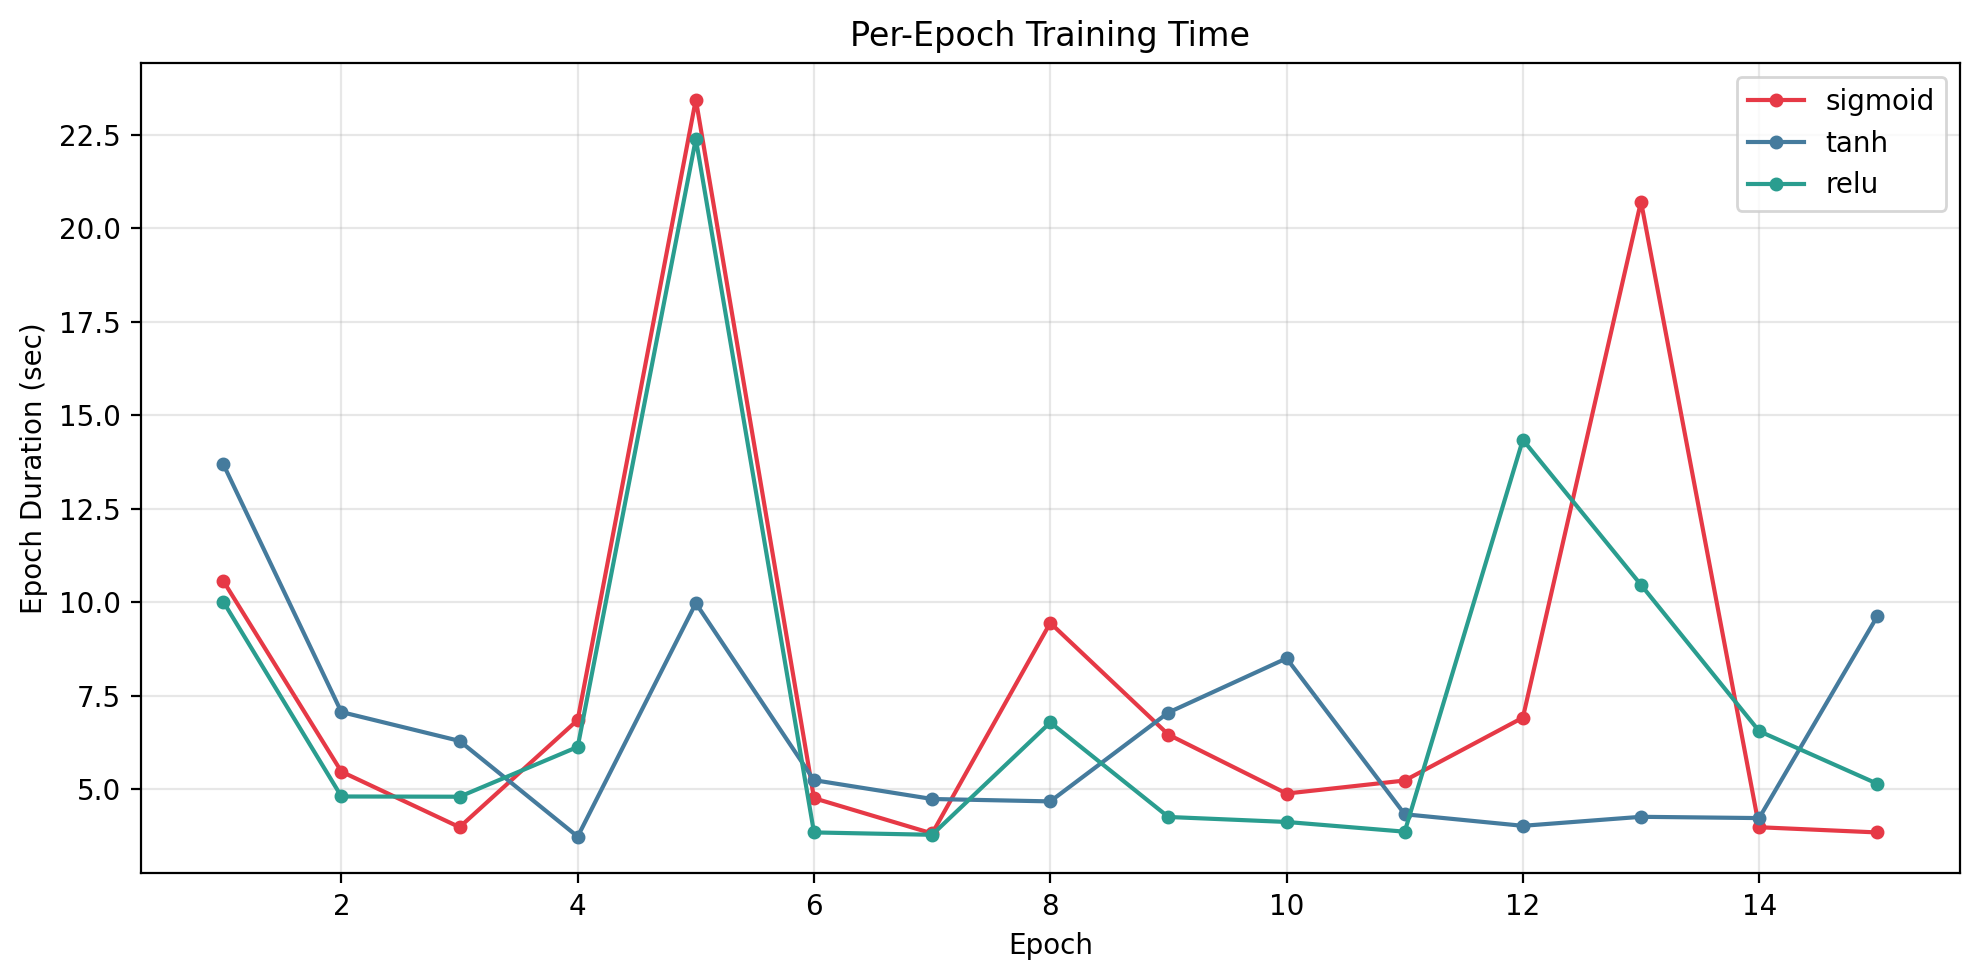 Per-Epoch Training Time
sigmoid
tanh
relu
Epoch Duration (sec)
22.5
20.0
17.5
15.0
12.5
10.0
7.5
5.0
2
4
6
8
10
12
14
Epoch